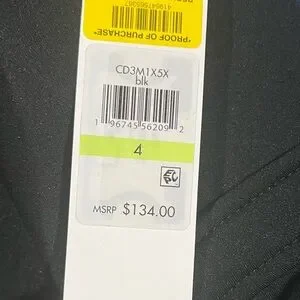 *PROOF OF
PURCHASE*
CD3M1X5X
blk
1 96745 56209 2
4
MSRP $134.00